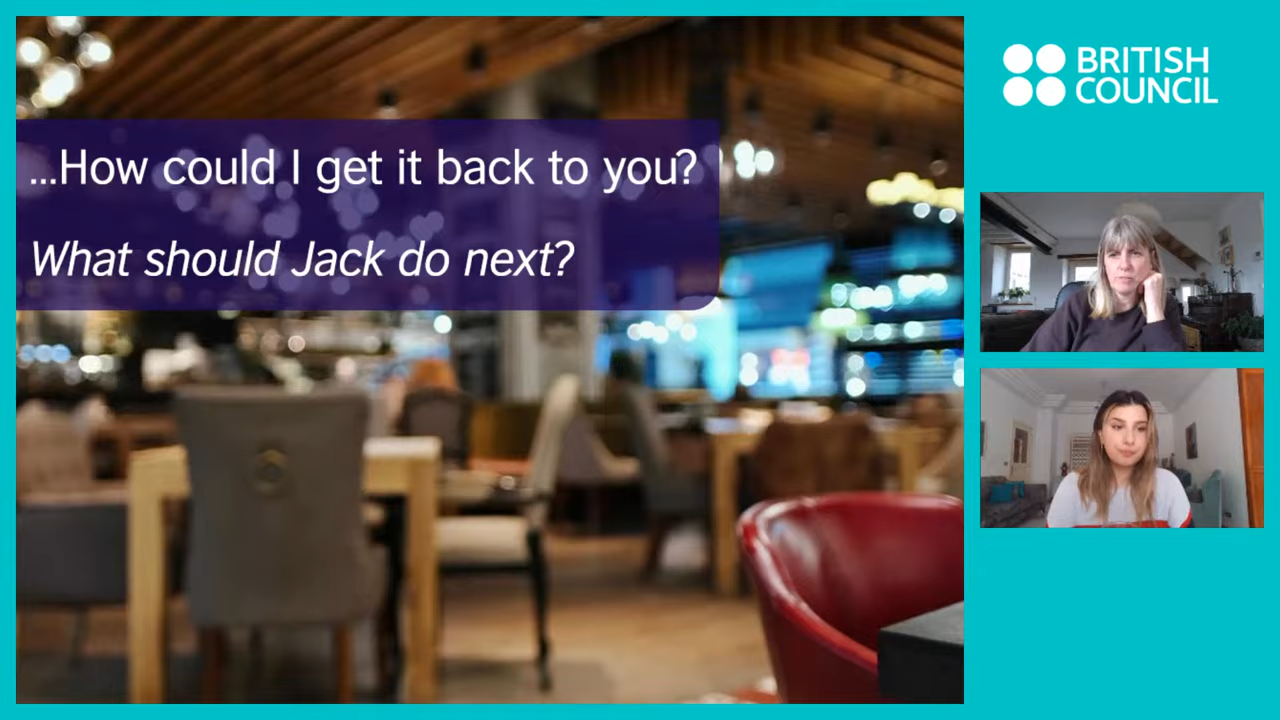 ...How could I get it back to you?
What should Jack do next?
BRITISH
COUNCIL